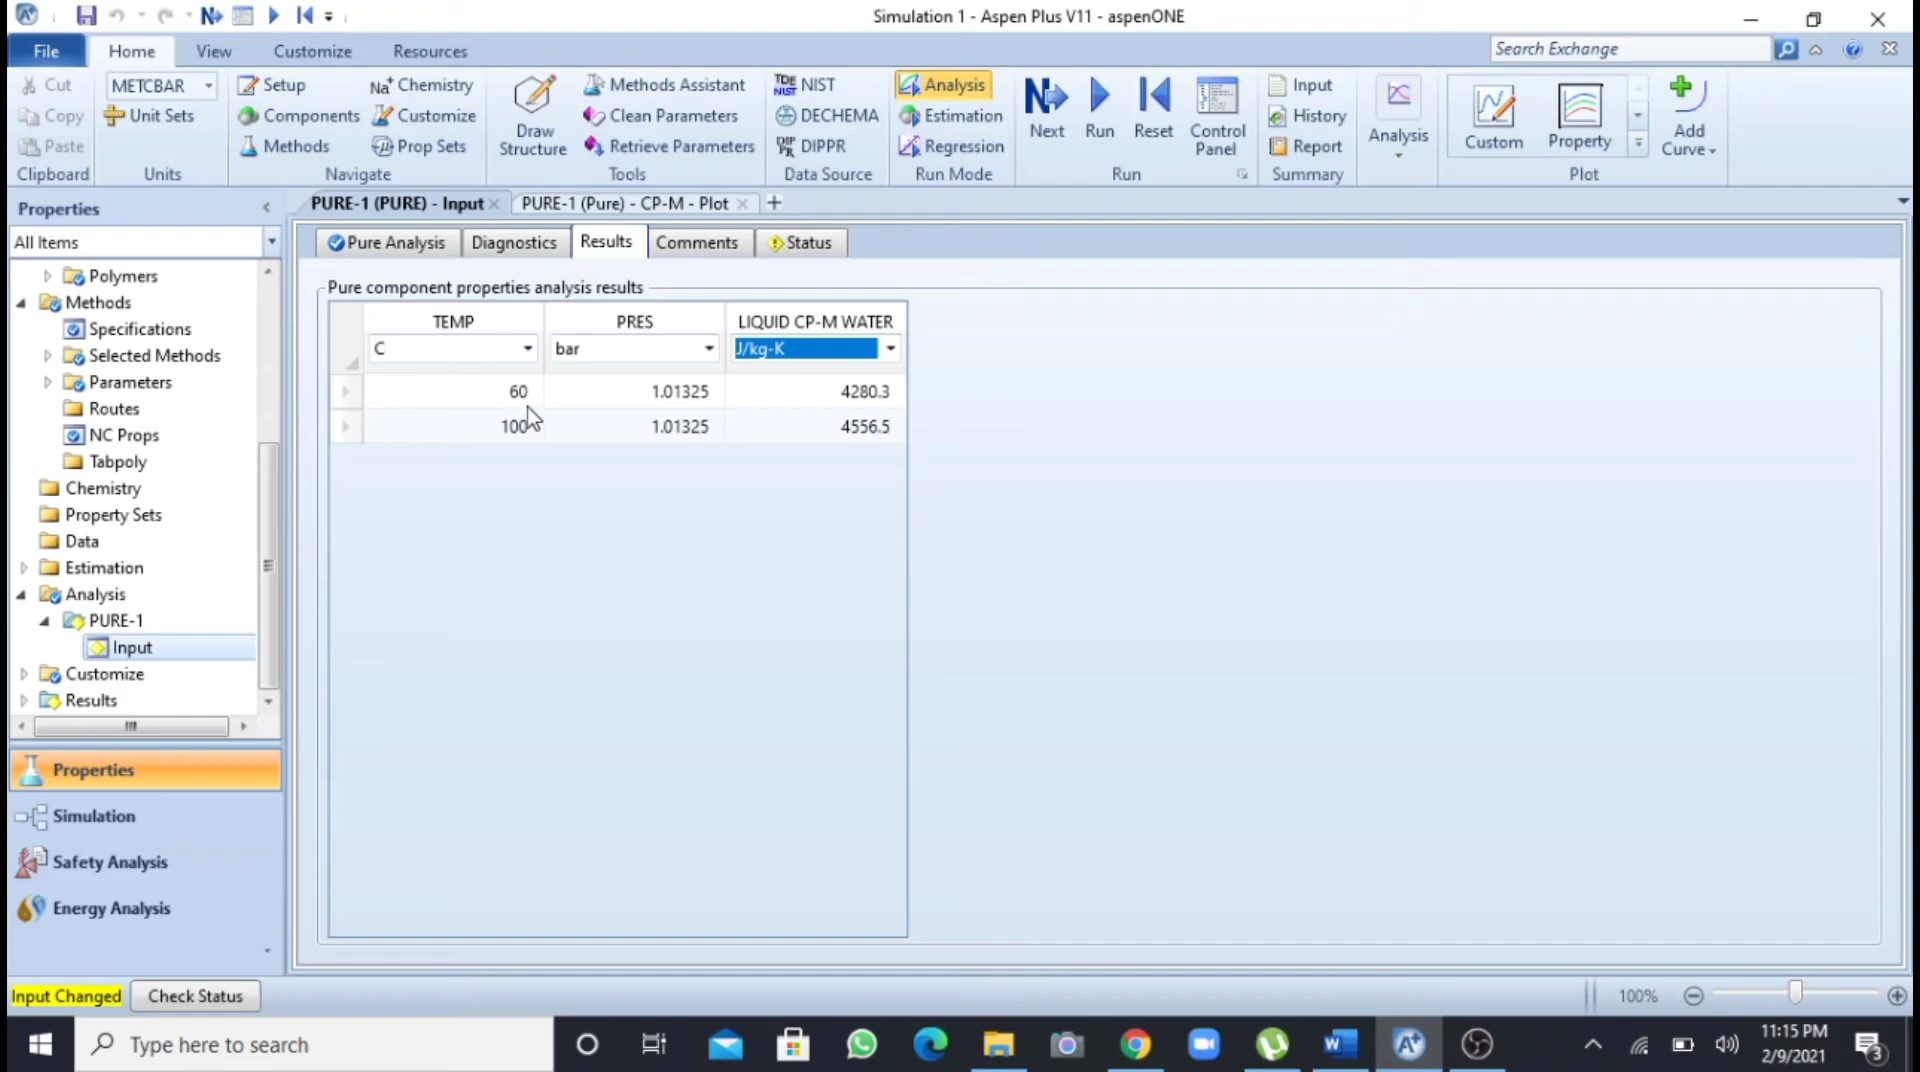 Simulation 1 - Aspen Plus V11 - aspenONE
File Home View Customize Resources Search Exchange
Cut METCBAR Setup Na+ Chemistry Methods Assistant TDE NIST NIST Analysis Input
Copy Unit Sets Components Customize Clean Parameters DECHEMA Estimation History
Paste Methods Prop Sets Retrieve Parameters DIPPR Regression Report
Draw Structure Next Run Reset Control Panel Analysis Custom Property Add Curve
Clipboard Units Navigate Tools Data Source Run Mode Run Summary Plot
Properties
All Items
Polymers
Methods
Specifications
Selected Methods
Parameters
Routes
NC Props
Tabpoly
Chemistry
Property Sets
Data
Estimation
Analysis
PURE-1
Input
Customize
Results
Properties
Simulation
Safety Analysis
Energy Analysis
PURE-1 (PURE) - Input PURE-1 (Pure) - CP-M - Plot
Pure Analysis Diagnostics Results Comments Status
Pure component properties analysis results
TEMP PRES LIQUID CP-M WATER
C bar J/kg-K
60 1.01325 4280.3
100 1.01325 4556.5
Input Changed Check Status 100%
Type here to search
11:15 PM
2/9/2021
3